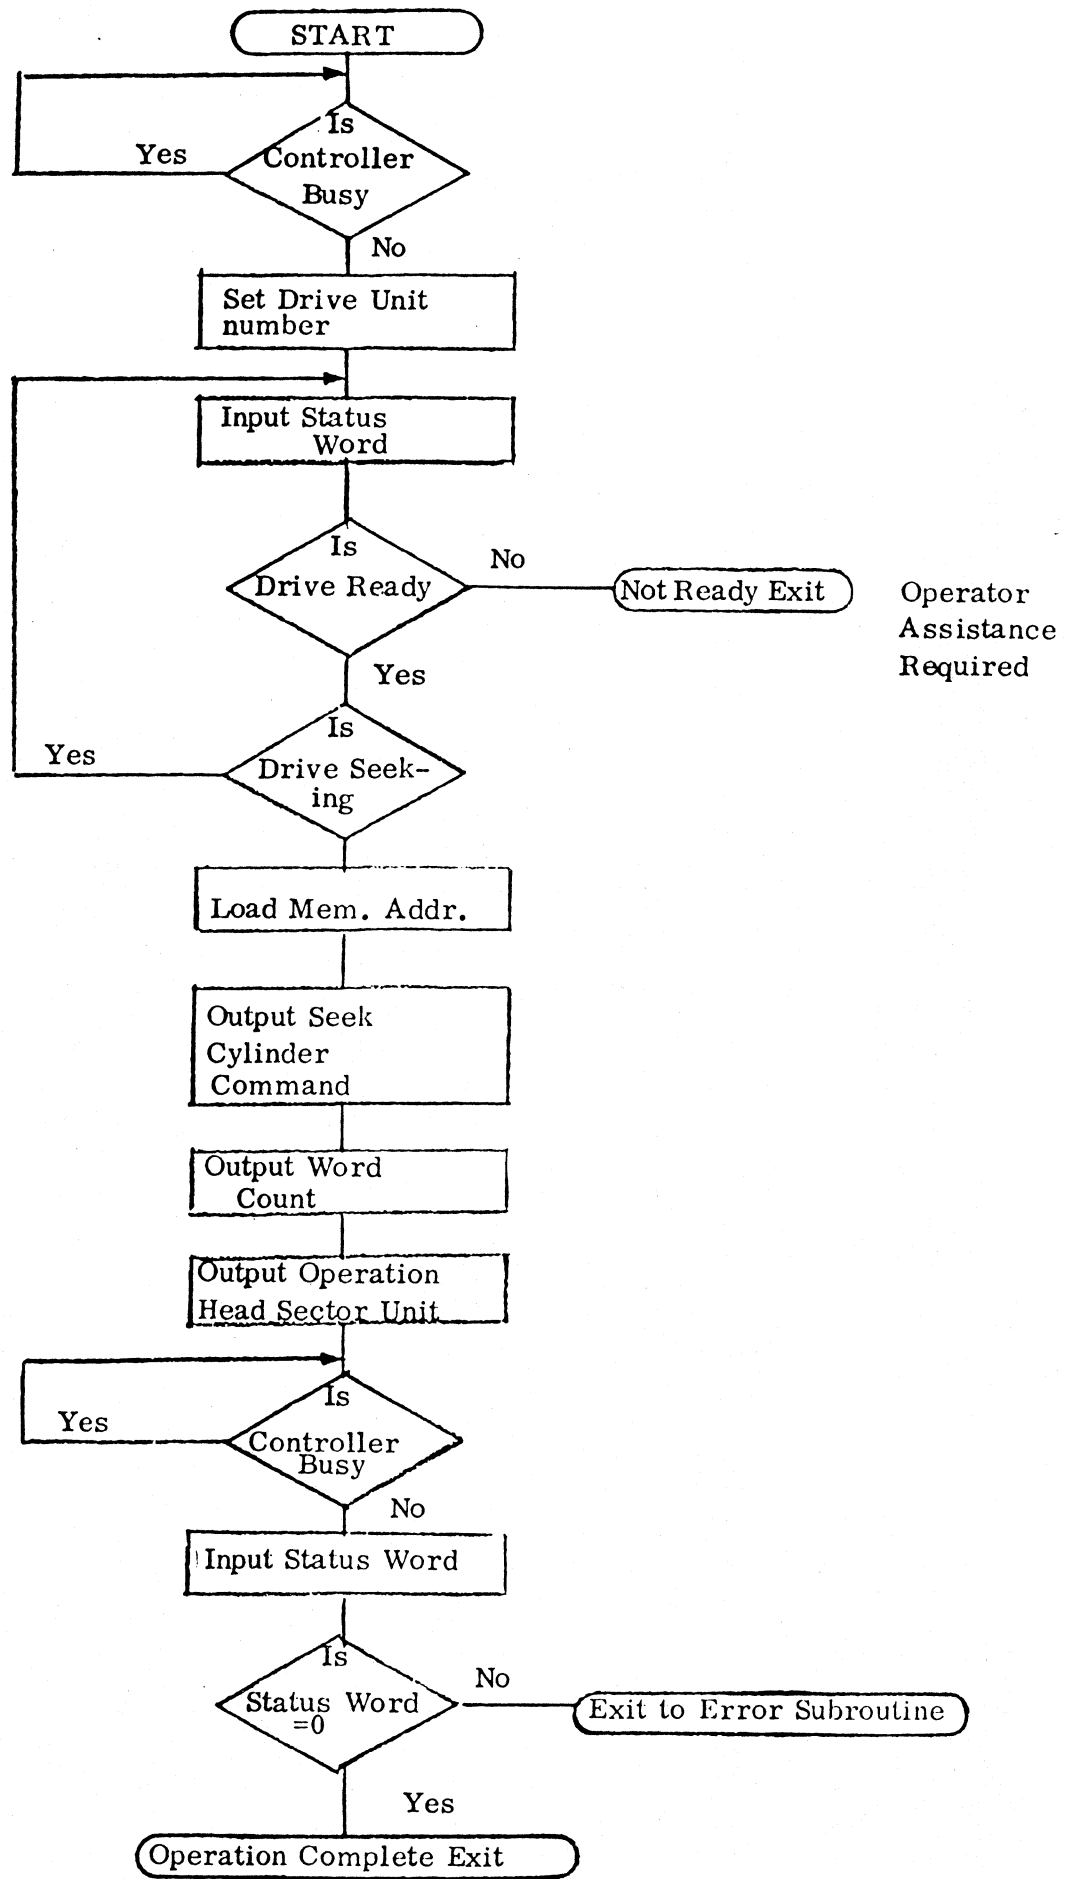 START
Is
Yes
Controller
Busy
No
Set Drive Unit
number
Input Status
Word
Is
No
Drive Ready
Not Ready Exit
Operator
Assistance
Required
Yes
Is
Yes
Drive Seek-
ing
Load Mem. Addr.
Output Seek
Cylinder
Command
Output Word
Count
Output Operation
Head Sector Unit
Is
Yes
Controller
Busy
No
Input Status Word
Is
No
Status Word
=0
Exit to Error Subroutine
Yes
Operation Complete Exit